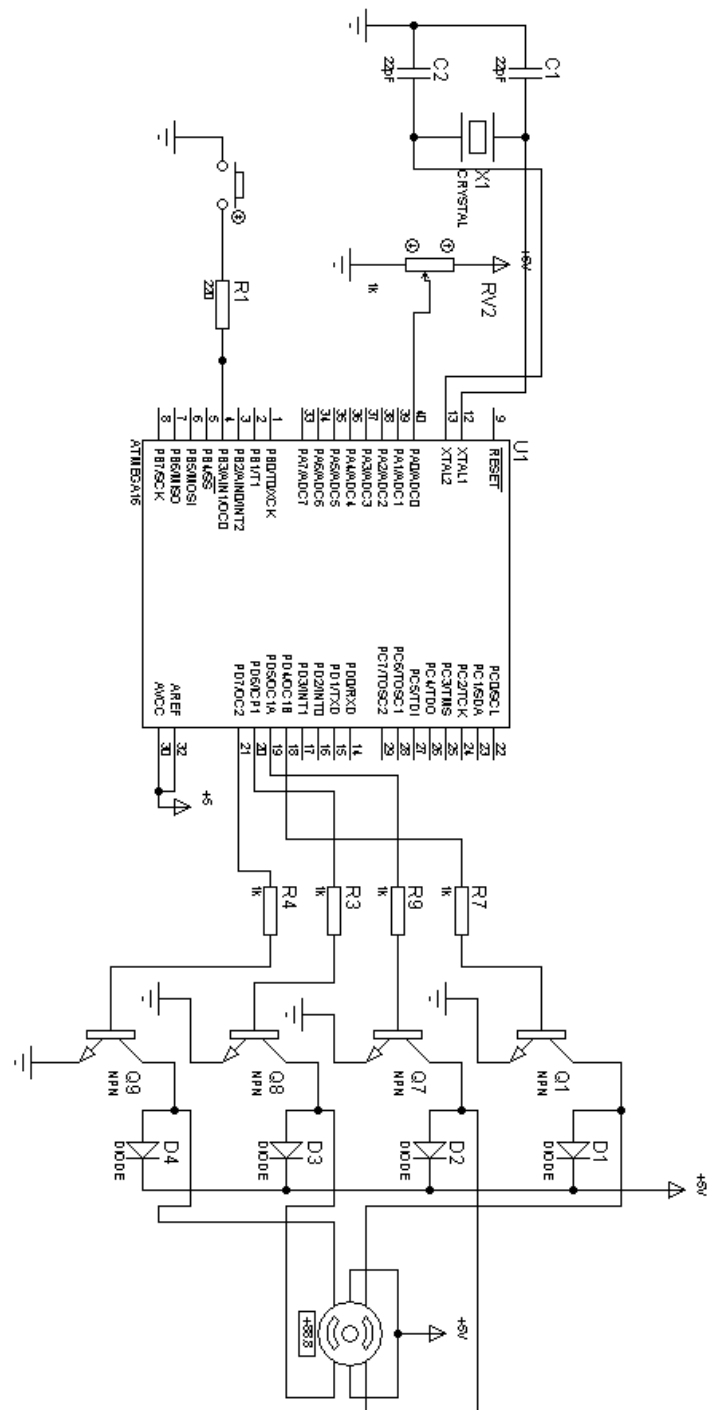 C1
22pF
C2
22pF
X1
CRYSTAL
+5V
RV2
1k
R1
220
U1
9
RESET
12
XTAL1
13
XTAL2
40
PA0/ADC0
39
PA1/ADC1
38
PA2/ADC2
37
PA3/ADC3
36
PA4/ADC4
35
PA5/ADC5
34
PA6/ADC6
33
PA7/ADC7
1
PB0/T0/XCK
2
PB1/T1
3
PB2/AIN0/INT2
4
PB3/AIN1/OC0
5
PB4/SS
6
PB5/MOSI
7
PB6/MISO
8
PB7/SCK
ATMEGA16
PC0/SCL
22
PC1/SDA
23
PC2/TCK
24
PC3/TMS
25
PC4/TDO
26
PC5/TDI
27
PC6/TOSC1
28
PC7/TOSC2
29
PD0/RXD
14
PD1/TXD
15
PD2/INT0
16
PD3/INT1
17
PD4/OC1B
18
PD5/OC1A
19
PD6/ICP1
20
PD7/OC2
21
AREF
32
AVCC
30
+5
R7
1k
R9
1k
R3
1k
R4
1k
Q1
NPN
Q7
NPN
Q8
NPN
Q9
NPN
D1
DIODE
D2
DIODE
D3
DIODE
D4
DIODE
+5V
+5V
+88.8